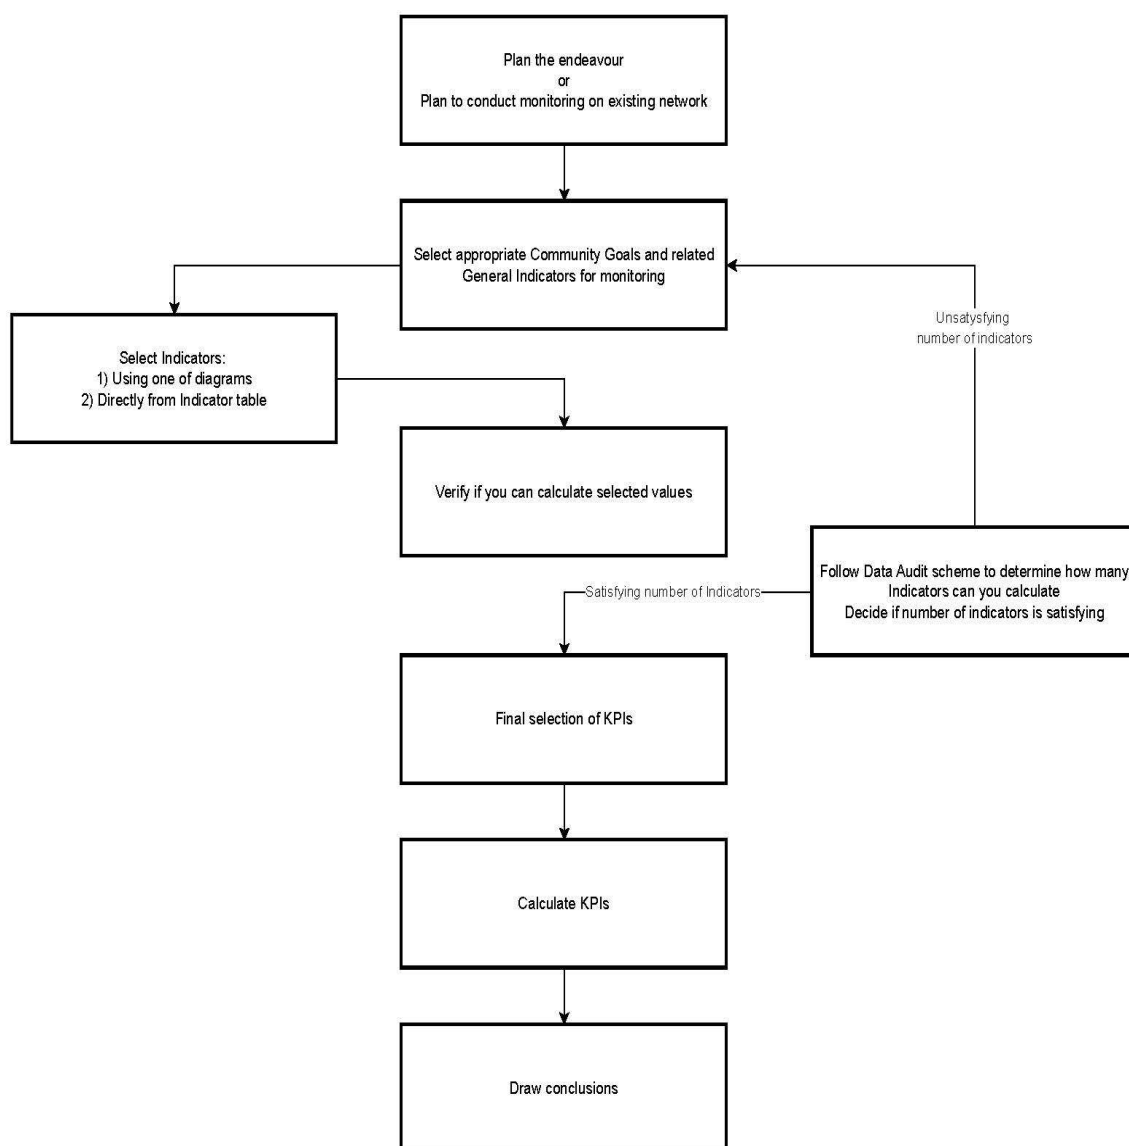 Plan the endeavour
or
Plan to conduct monitoring on existing network
Select appropriate Community Goals and related
General Indicators for monitoring
Unsatysfying
number of indicators
Select Indicators:
1) Using one of diagrams
2) Directly from Indicator table
Verify if you can calculate selected values
Follow Data Audit scheme to determine how many
Indicators can you calculate
Decide if number of indicators is satisfying
Satisfying number of Indicators
Final selection of KPIs
Calculate KPIs
Draw conclusions